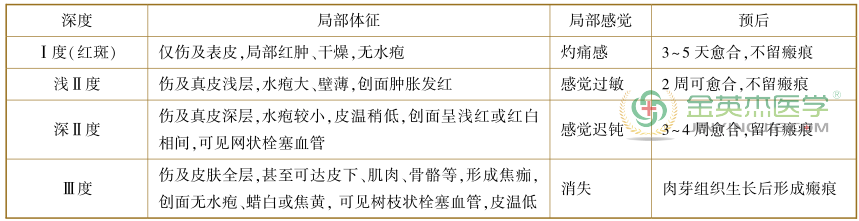 深度 局部体征 局部感觉 预后
Ⅰ度(红斑) 仅伤及表皮,局部红肿、干燥,无水疱 灼痛感 3~5天愈合,不留瘢痕
浅Ⅱ度 伤及真皮浅层,水疱大、壁薄,创面肿胀发红 感觉过敏 2周可愈合,不留瘢痕
深Ⅱ度 伤及真皮深层,水疱较小,皮温稍低,创面呈浅红或红白
相间,可见网状栓塞血管 感觉迟钝 3~4周愈合,留有瘢痕
Ⅲ度 伤及皮肤全层,甚至可达皮下、肌肉、骨骼等,形成焦痂,
创面无水疱、蜡白或焦黄,可见树枝状栓塞血管,皮温低 消失 肉芽组织生长后形成瘢痕
金英杰医学®